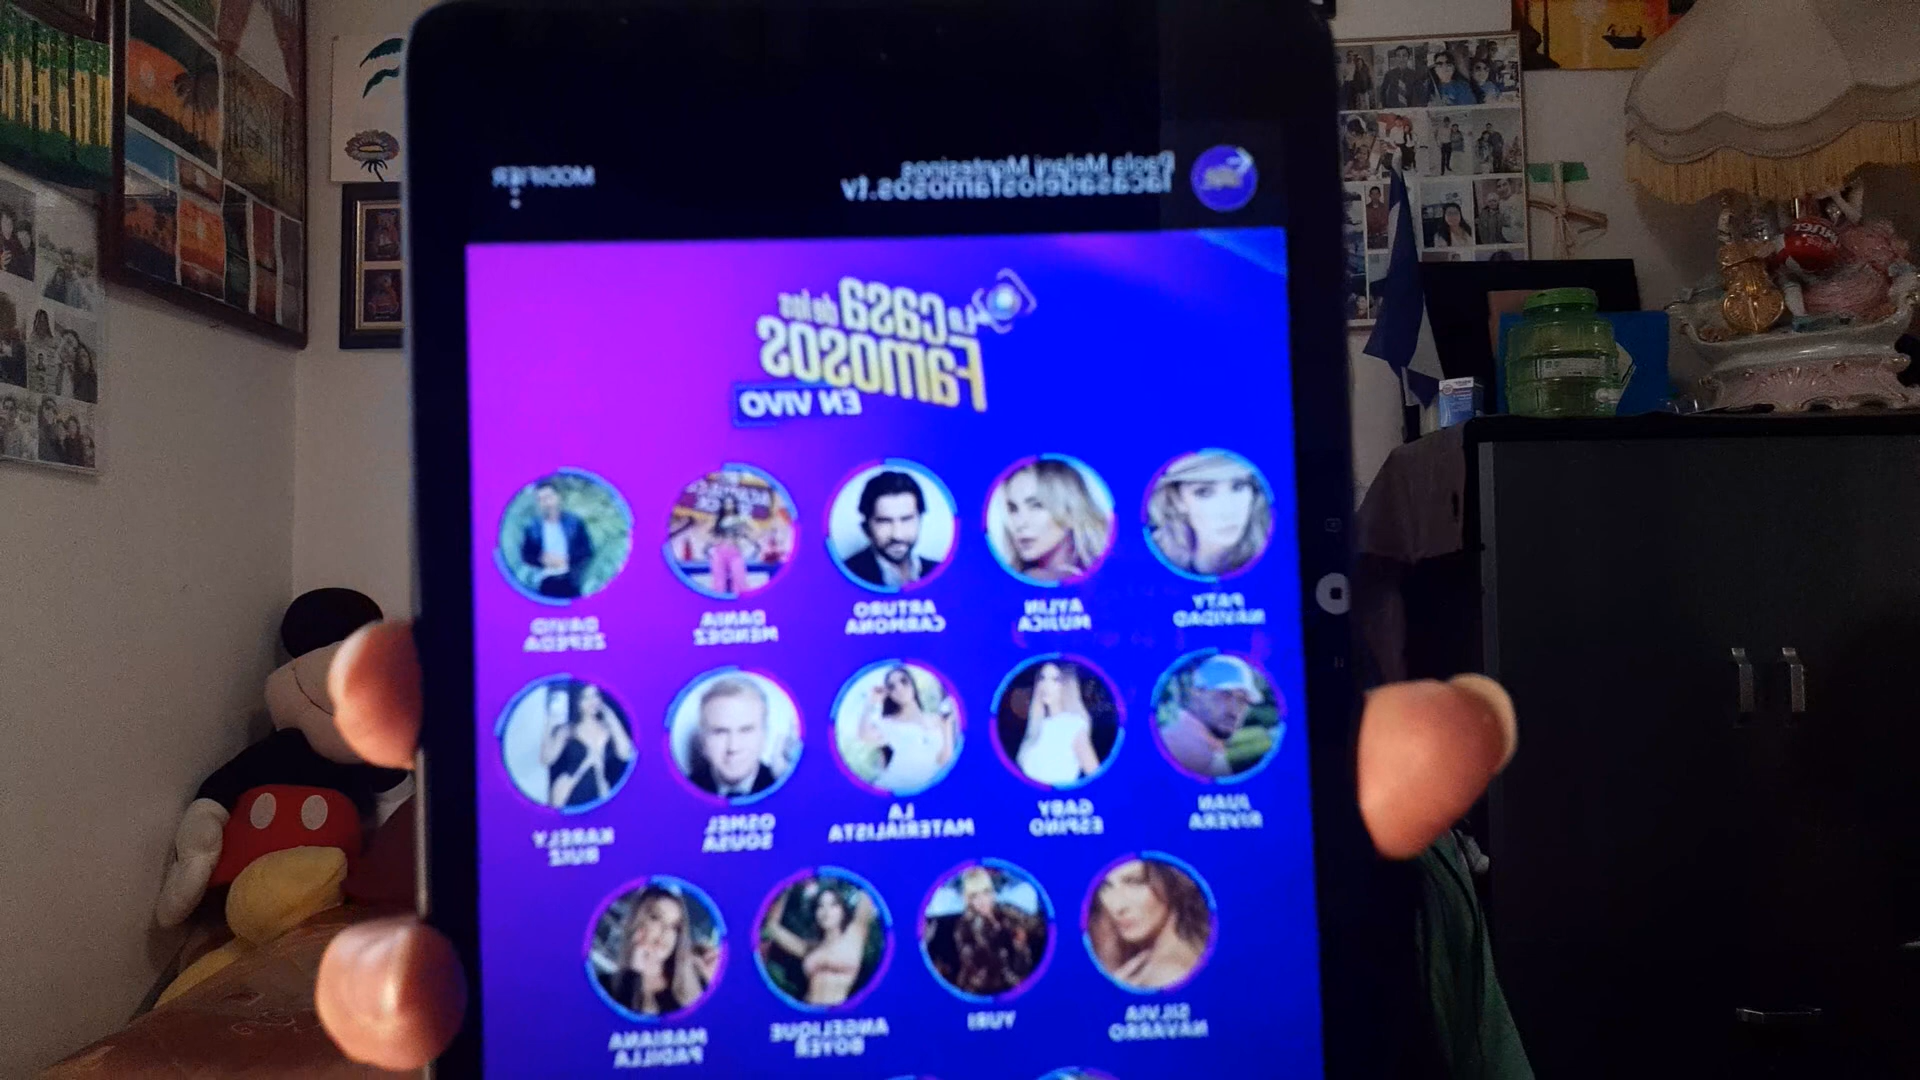 Paola Melani Montesinos
lacasadelosfamosos.tv
MODIFIER
La casa de los
Famosos
EN VIVO
PATY
NAVIDAD
AYLIN
MUJICA
ARTURO
CARMONA
DANIA
MENDEZ
DAVID
ZEPEDA
JUAN
RIVERA
GABY
ESPINO
LA
MATERIALISTA
OSMEL
SOUSA
KARELY
RUIZ
SILVIA
NAVARRO
YURI
ANGELIQUE
BOYER
MARIANA
PADILLA